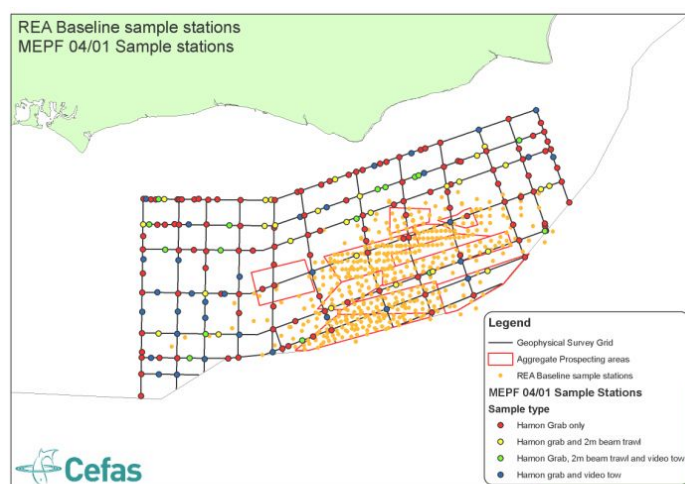 REA Baseline sample stations
MEPF 04/01 Sample stations
Legend
Geophysical Survey Grid
Aggregate Prospecting areas
REA Baseline sample stations
MEPF 04/01 Sample Stations
Sample type
Hamon Grab only
Hamon grab and 2m beam trawl
Hamon Grab, 2m beam trawl and video tow
Hamon grab and video tow
Cefas